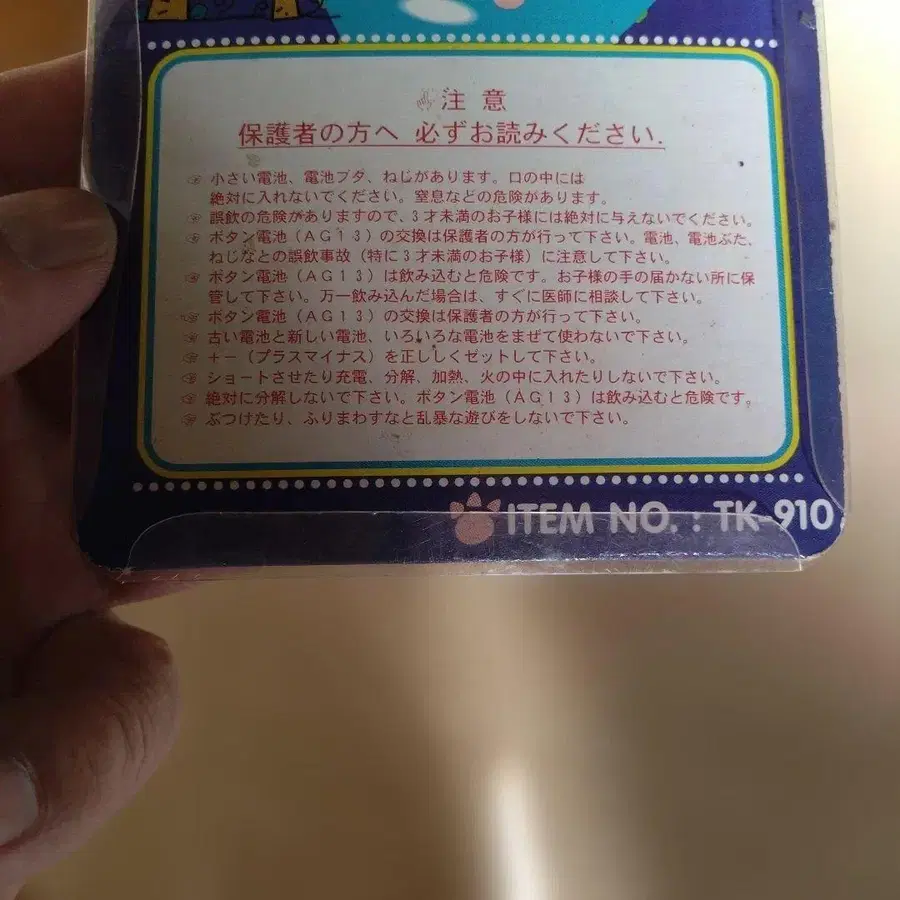 注 意
保護者の方へ 必ずお読みください.
小さい電池、電池ブタ、ねじがあります。口の中には
絶対に入れないでください。窒息などの危険があります。
誤飲の危険がありますので、3才未満のお子様には絶対に与えないでください。
ボタン電池（AG13）の交換は保護者の方が行って下さい。電池、電池ぶた、
ねじなとの誤飲事故（特に3才未満のお子様）に注意して下さい。
ボタン電池（AG13）は飲み込むと危険です。お子様の手の届かない所に保
管して下さい。万一飲み込んだ場合は、すぐに医師に相談して下さい。
ボタン電池（AG13）の交換は保護者の方が行って下さい。
古い電池と新しい電池、いろいろな電池をまぜて使わないで下さい。
+−（プラスマイナス）を正ししくゼットして下さい。
ショートさせたり充電、分解、加熱、火の中に入れたりしないで下さい。
絶対に分解しないで下さい。ボタン電池（AG13）は飲み込むと危険です。
ぶつけたり、ふりまわすなと乱暴な遊びをしないで下さい。
ITEM NO. : TK-910